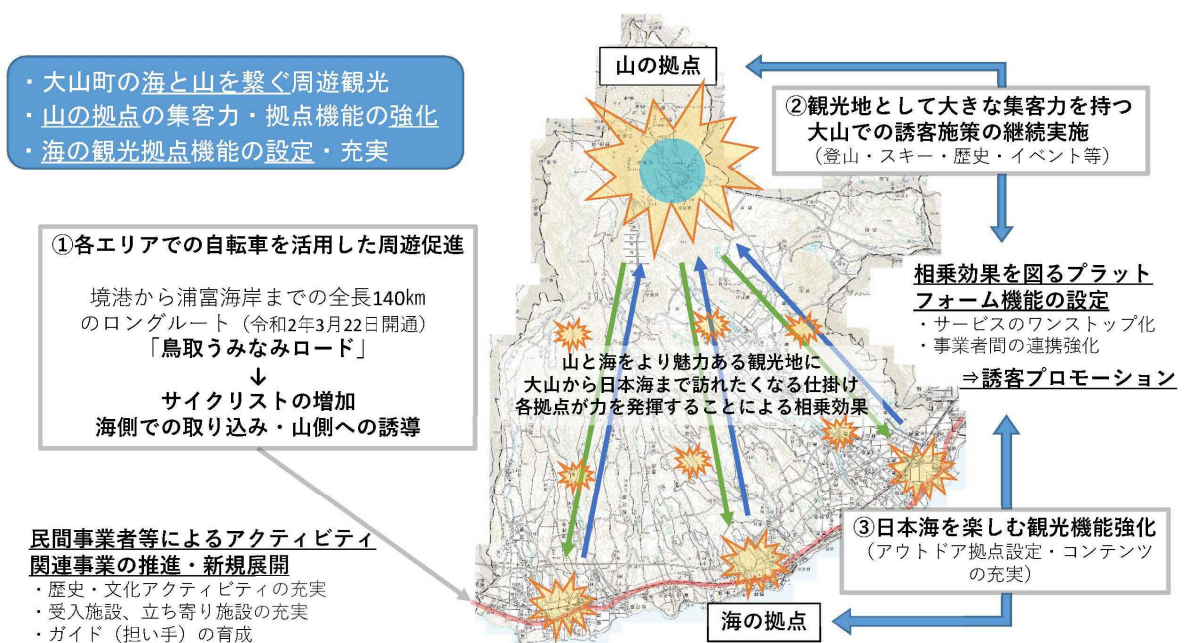 ・大山町の海と山を繋ぐ周遊観光
・山の拠点の集客力・拠点機能の強化
・海の観光拠点機能の設定・充実
山の拠点
②観光地として大きな集客力を持つ
大山での誘客施策の継続実施
（登山・スキー・歴史・イベント等）
①各エリアでの自転車を活用した周遊促進
境港から浦富海岸までの全長140㎞
のロングルート（令和2年3月22日開通）
「鳥取うみなみロード」
↓
サイクリストの増加
海側での取り込み・山側への誘導
相乗効果を図るプラット
フォーム機能の設定
・サービスのワンストップ化
・事業者間の連携強化
⇒誘客プロモーション
山と海をより魅力ある観光地に
大山から日本海まで訪れたくなる仕掛け
各拠点が力を発揮することによる相乗効果
民間事業者等によるアクティビティ
関連事業の推進・新規展開
・歴史・文化アクティビティの充実
・受入施設、立ち寄り施設の充実
・ガイド（担い手）の育成
③日本海を楽しむ観光機能強化
（アウトドア拠点設定・コンテンツ
の充実）
海の拠点